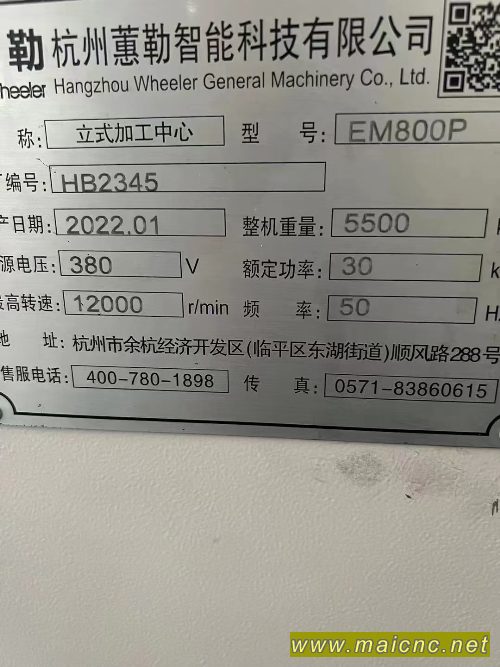 勒 杭州蕙勒智能科技有限公司
heeler Hangzhou Wheeler General Machinery Co., Ltd.
称: 立式加工中心 型 号: EM800P
编号: HB2345
产日期: 2022.01 整机重量: 5500 k
源电压: 380 V 额定功率: 30 k
最高转速: 12000 r/min 频 率: 50 H
地 址: 杭州市余杭经济开发区(临平区东湖街道)顺风路288号
售服电话: 400-780-1898 传 真: 0571-83860615
www.maicnc.net